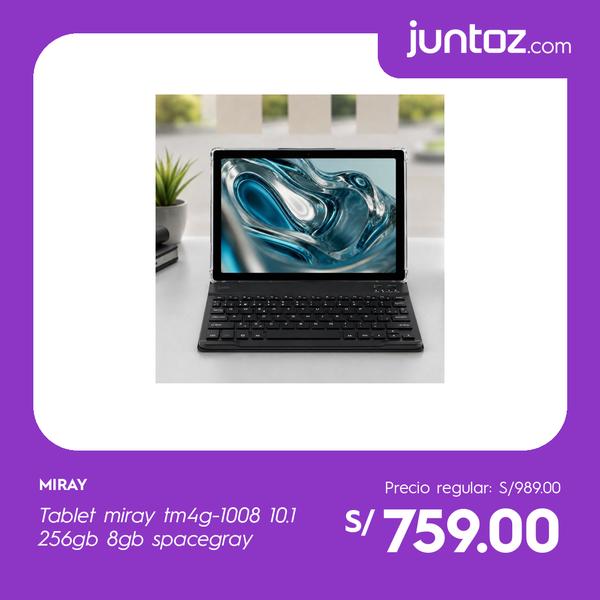 juntoz.com
MIRAY
Tablet miray tm4g-1008 10.1
256gb 8gb spacegray
Precio regular: S/989.00
S/759.00